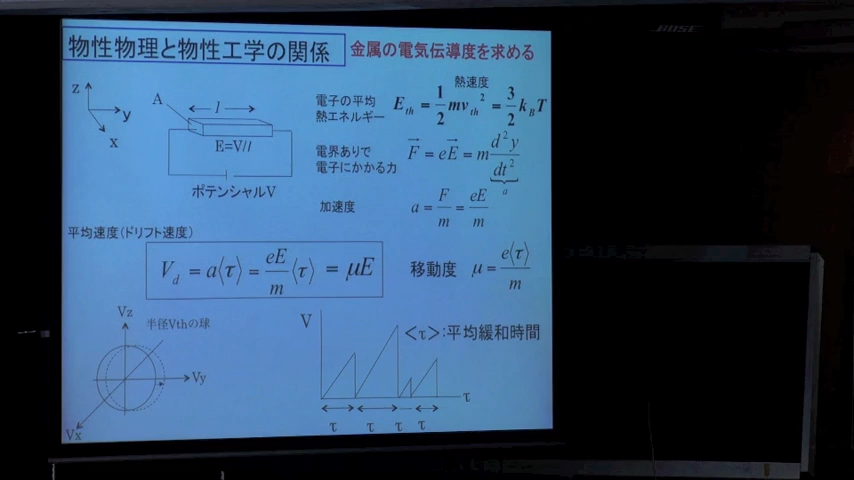 BOSE
物性物理と物性工学の関係
金属の電気伝導度を求める
z
y
x
A
l
E=V/l
ポテンシャルV
熱速度
電子の平均
熱エネルギー
E_th = 1/2 mv_th^2 = 3/2 k_B T
電界ありで
電子にかかる力
F = eE = m d^2y/dt^2
a
加速度
a = F/m = eE/m
平均速度(ドリフト速度)
V_d = a⟨τ⟩ = eE/m ⟨τ⟩ = μE
移動度
μ = e⟨τ⟩/m
Vz
半径Vthの球
Vy
Vx
V
<τ>:平均緩和時間
τ
τ τ τ τ